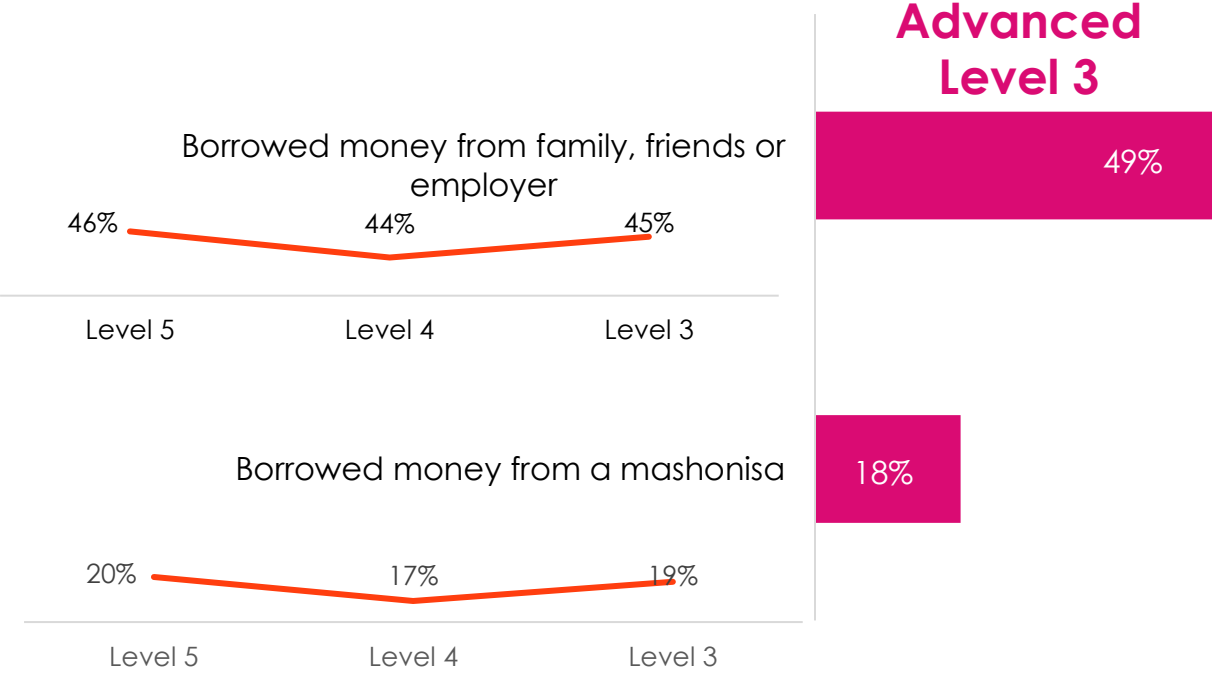 Advanced
Level 3
Borrowed money from family, friends or
employer
49%
46%
44%
45%
Level 5
Level 4
Level 3
Borrowed money from a mashonisa
18%
20%
17%
19%
Level 5
Level 4
Level 3